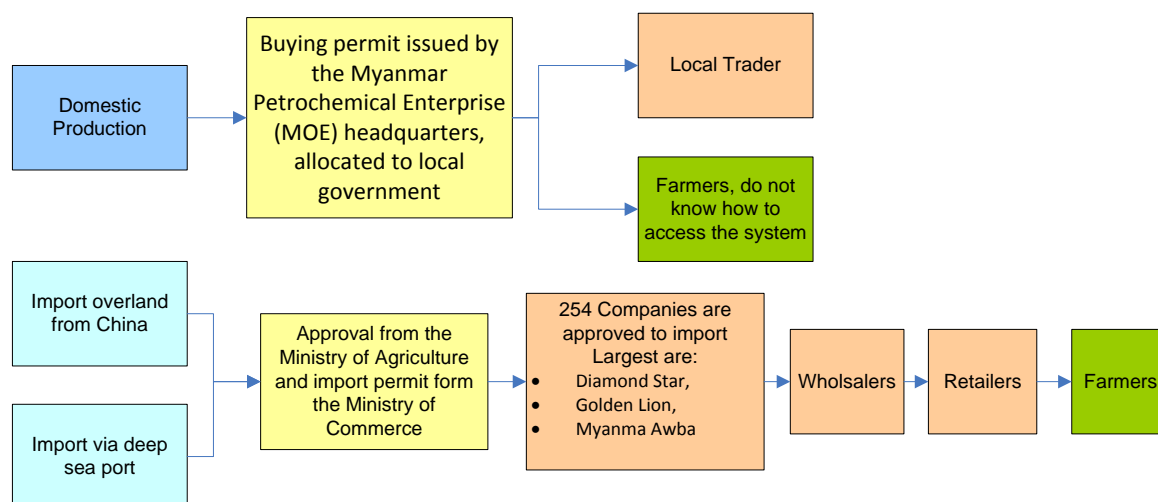 Domestic
Production
Buying permit issued by
the Myanmar
Petrochemical Enterprise
(MOE) headquarters,
allocated to local
government
Local Trader
Farmers, do not
know how to
access the system
Import overland
from China
Import via deep
sea port
Approval from the
Ministry of Agriculture
and import permit form
the Ministry of
Commerce
254 Companies are
approved to import
Largest are:
• Diamond Star,
• Golden Lion,
• Myanma Awba
Wholsalers
Retailers
Farmers